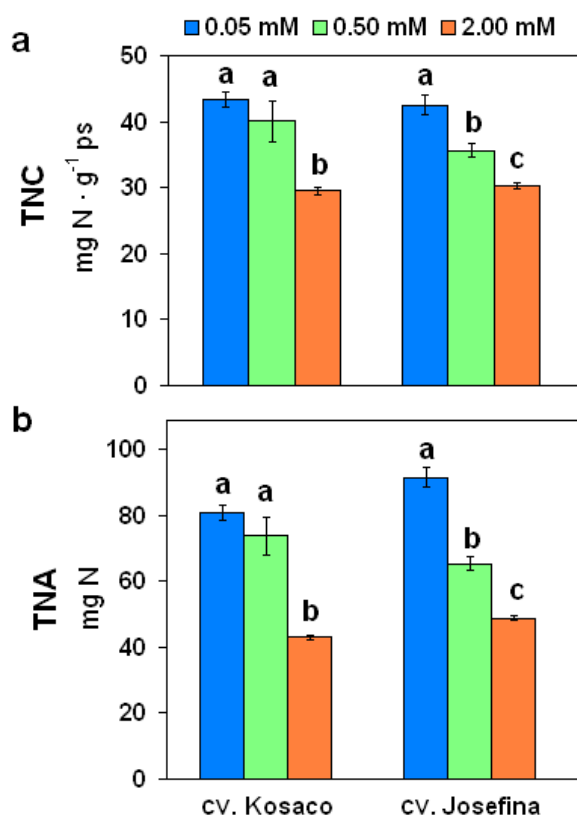 a
0.05 mM 0.50 mM 2.00 mM
TNC
mg N · g⁻¹ ps
50
40
30
20
10
0
a a b a b c
b
TNA
mg N
100
80
60
40
20
0
a a b a b c
cv. Kosaco cv. Josefina